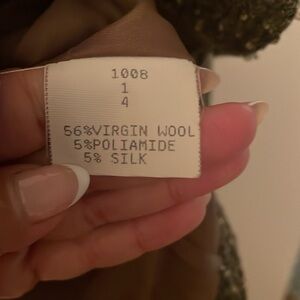 1008
1
4
56%VIRGIN WOOL
5%POLIAMIDE
5% SILK